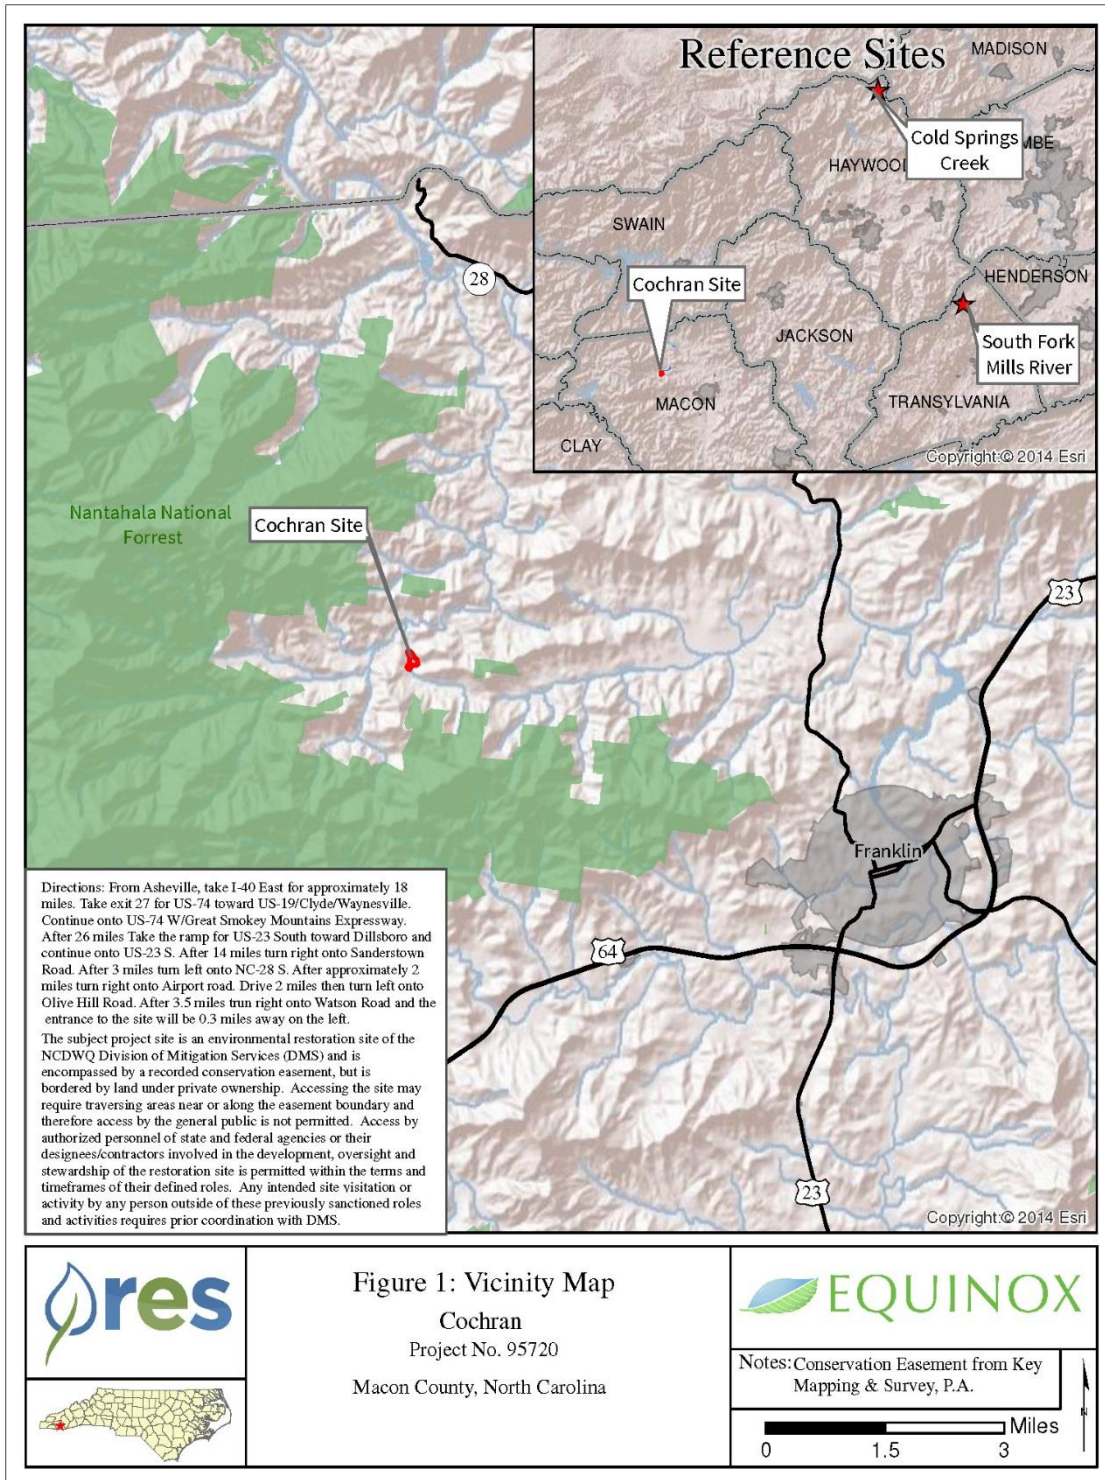 Reference Sites
MADISON
Cold Springs
Creek
MBE
HAYWOO
SWAIN
HENDERSON
Cochran Site
JACKSON
South Fork
Mills River
MACON
TRANSYLVANIA
CLAY
Copyright:© 2014 Esri
28
Nantahala National
Forrest
Cochran Site
23
Franklin
64
23
Copyright:© 2014 Esri
Directions: From Asheville, take I-40 East for approximately 18
miles. Take exit 27 for US-74 toward US-19/Clyde/Waynesville.
Continue onto US-74 W/Great Smokey Mountains Expressway.
After 26 miles Take the ramp for US-23 South toward Dillsboro and
continue onto US-23 S. After 14 miles turn right onto Sanderstown
Road. After 3 miles turn left onto NC-28 S. After approximately 2
miles turn right onto Airport road. Drive 2 miles then turn left onto
Olive Hill Road. After 3.5 miles trun right onto Watson Road and the
entrance to the site will be 0.3 miles away on the left.
The subject project site is an environmental restoration site of the
NCDWQ Division of Mitigation Services (DMS) and is
encompassed by a recorded conservation easement, but is
bordered by land under private ownership. Accessing the site may
require traversing areas near or along the easement boundary and
therefore access by the general public is not permitted. Access by
authorized personnel of state and federal agencies or their
designees/contractors involved in the development, oversight and
stewardship of the restoration site is permitted within the terms and
timeframes of their defined roles. Any intended site visitation or
activity by any person outside of these previously sanctioned roles
and activities requires prior coordination with DMS.
res
Figure 1: Vicinity Map
Cochran
Project No. 95720
Macon County, North Carolina
EQUINOX
Notes: Conservation Easement from Key
Mapping & Survey, P.A.
N
Miles
0 1.5 3